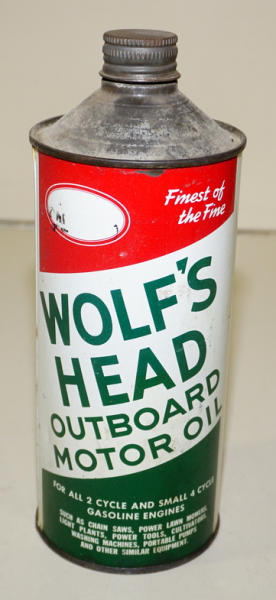 Finest of
the Fine
WOLF'S
HEAD
OUTBOARD
MOTOR OIL
FOR ALL 2 CYCLE AND SMALL 4 CYCLE
GASOLINE ENGINES
SUCH AS CHAIN SAWS, POWER LAWN MOWERS,
LIGHT PLANTS, POWER TOOLS, CULTIVATORS,
WASHING MACHINES, PORTABLE PUMPS
AND OTHER SIMILAR EQUIPMENT.